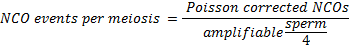 NCO events per meiosis = Poisson corrected NCOs / amplifiable sperm/4